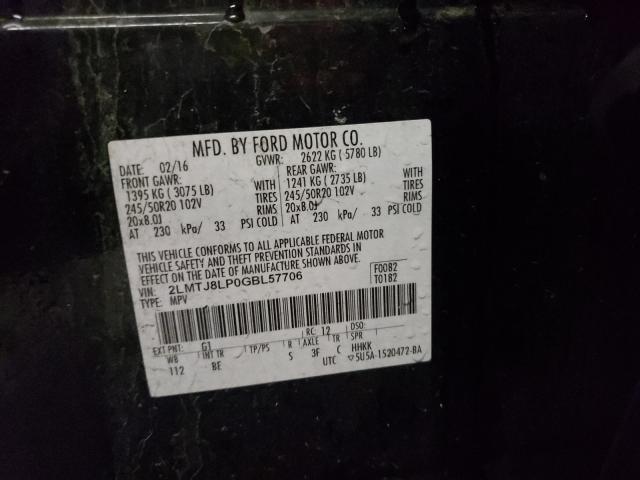 MFD. BY FORD MOTOR CO.
DATE: 02/16 GVWR: 2622 KG ( 5780 LB)
FRONT GAWR: REAR GAWR:
1395 KG ( 3075 LB) WITH 1241 KG ( 2735 LB) WITH
245/50R20 102V TIRES 245/50R20 102V TIRES
20x8.0J RIMS 20x8.0J RIMS
AT 230 kPa/ 33 PSI COLD AT 230 kPa/ 33 PSI COLD
THIS VEHICLE CONFORMS TO ALL APPLICABLE FEDERAL MOTOR
VEHICLE SAFETY AND THEFT PREVENTION STANDARDS IN
EFFECT ON THE DATE OF MANUFACTURE SHOWN ABOVE.
VIN: 2LMTJ8LP0GBL57706 F0082
TYPE: MPV T0182
EXT PNT: G1 RC: 12 DSO:
WB INT TR TP/PS R AXLE TR SPR
112 BE S 3F C HHKK
UTC 5U5A-1520472-BA